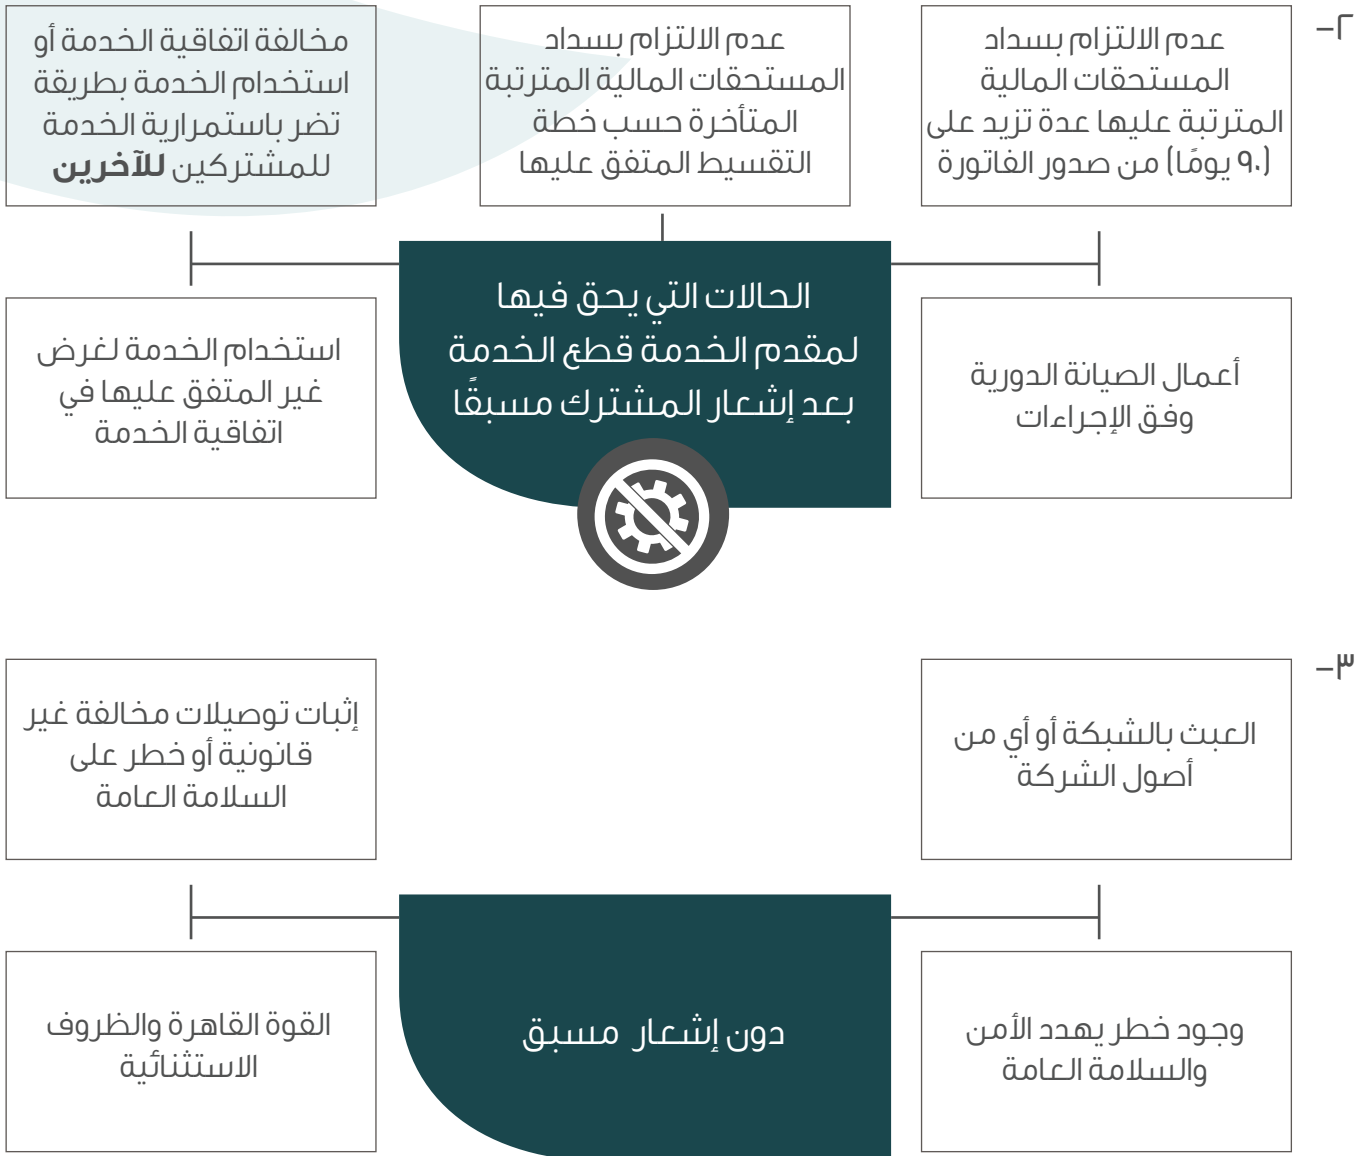 ٢-
عدم الالتزام بسداد
المستحقات المالية
المترتبة عليها عدة تزيد على
(٩٠ يومًا) من صدور الفاتورة
عدم الالتزام بسداد
المستحقات المالية المترتبة
المتأخرة حسب خطة
التقسيط المتفق عليها
مخالفة اتفاقية الخدمة أو
استخدام الخدمة بطريقة
تضر باستمرارية الخدمة
للمشتركين للآخرين
الحالات التي يحق فيها
لمقدم الخدمة قطع الخدمة
بعد إشعار المشترك مسبقًا
أعمال الصيانة الدورية
وفق الإجراءات
استخدام الخدمة لغرض
غير المتفق عليها في
اتفاقية الخدمة
٣-
العبث بالشبكة أو أي من
أصول الشركة
إثبات توصيلات مخالفة غير
قانونية أو خطر على
السلامة العامة
دون إشعار مسبق
وجود خطر يهدد الأمن
والسلامة العامة
القوة القاهرة والظروف
الاستثنائية